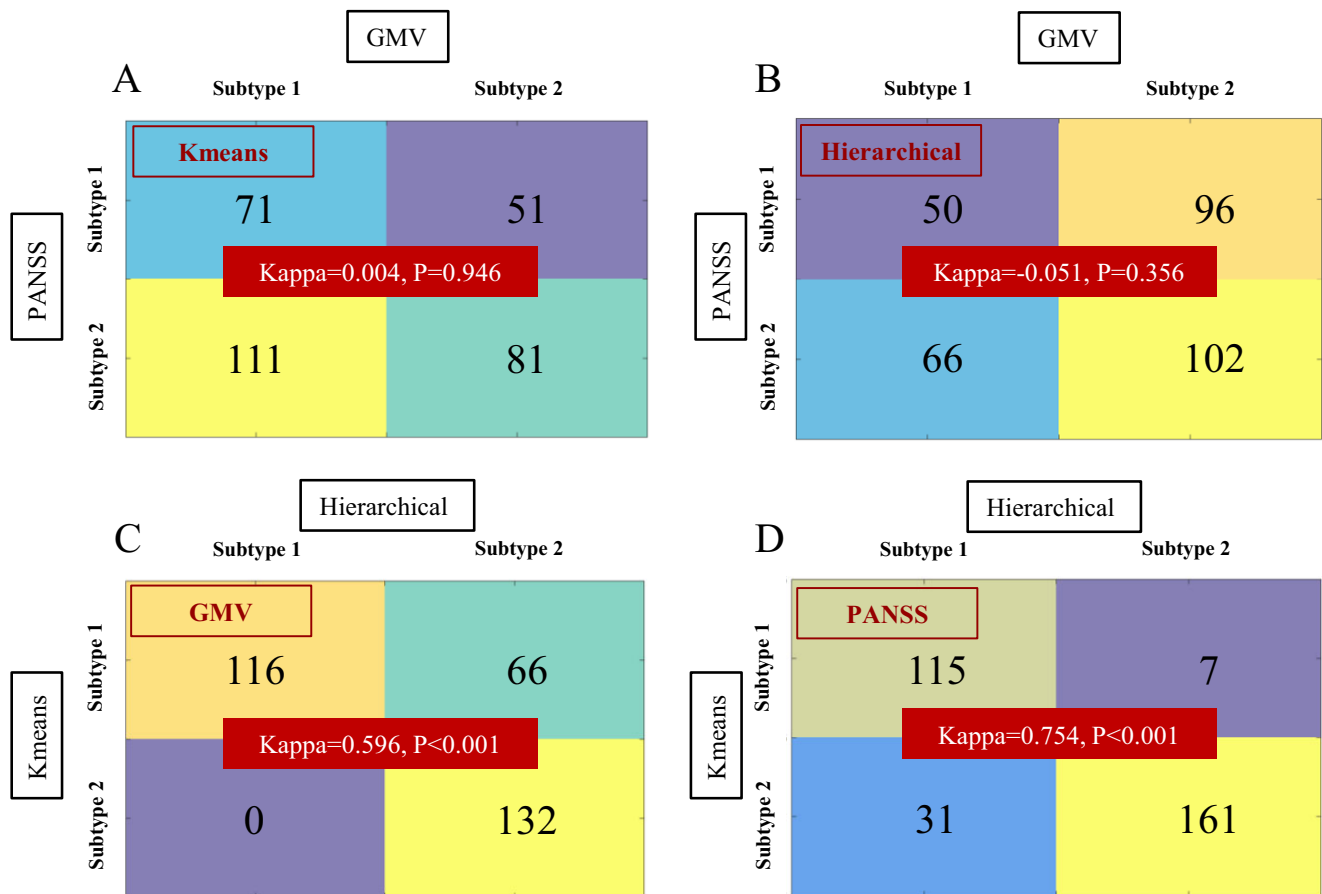 GMV
A
Subtype 1 Subtype 2
PANSS
Subtype 1
Kmeans
71 51
Kappa=0.004, P=0.946
Subtype 2
111 81
GMV
B
Subtype 1 Subtype 2
PANSS
Subtype 1
Hierarchical
50 96
Kappa=-0.051, P=0.356
Subtype 2
66 102
Hierarchical
C
Subtype 1 Subtype 2
Kmeans
Subtype 1
GMV
116 66
Kappa=0.596, P<0.001
Subtype 2
0 132
Hierarchical
D
Subtype 1 Subtype 2
Kmeans
Subtype 1
PANSS
115 7
Kappa=0.754, P<0.001
Subtype 2
31 161